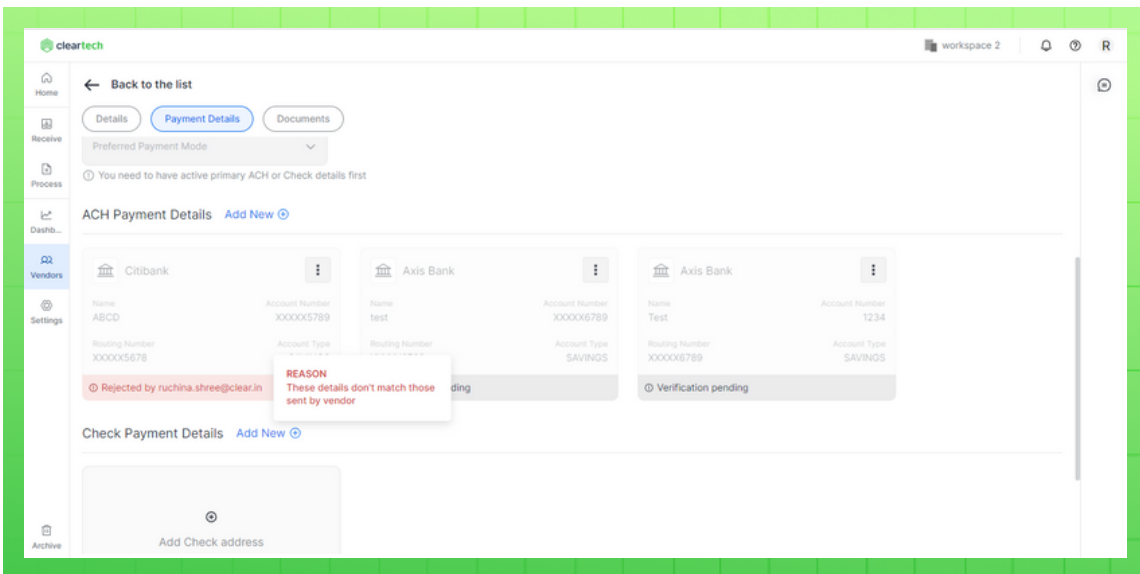 cleartech
workspace 2
R
Home
Receive
Process
Dashb...
Vendors
Settings
Archive
Back to the list
Details
Payment Details
Documents
Preferred Payment Mode
You need to have active primary ACH or Check details first
ACH Payment Details Add New
Citibank
Name Account Number
ABCD XXXXX5789
Routing Number Account Type
XXXXX5678
Rejected by ruchina.shree@clear.in
Axis Bank
Name Account Number
test XXXXX6789
Routing Number Account Type
SAVINGS
ding
Axis Bank
Name Account Number
Test 1234
Routing Number Account Type
XXXXX6789 SAVINGS
Verification pending
REASON
These details don't match those
sent by vendor
Check Payment Details Add New
Add Check address